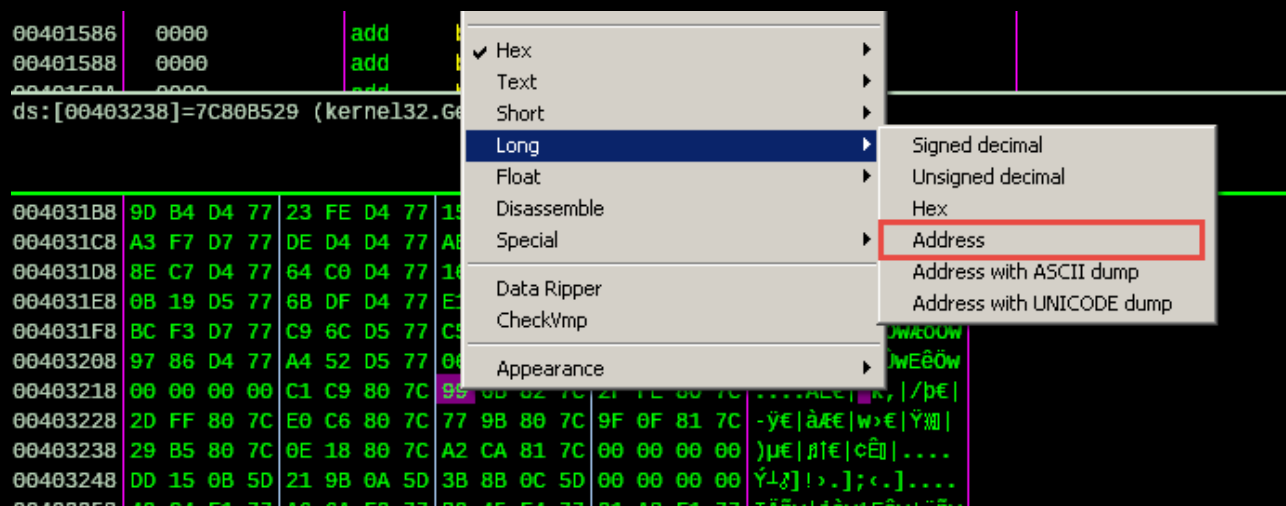 00401586 0000 add
00401588 0000 add
ds:[00403238]=7C80B529 (kernel32.Ge
Hex
Text
Short
Long
Float
Disassemble
Special
Data Ripper
CheckVmp
Appearance
Signed decimal
Unsigned decimal
Hex
Address
Address with ASCII dump
Address with UNICODE dump
004031B8 9D B4 D4 77 23 FE D4 77
004031C8 A3 F7 D7 77 DE D4 D4 77
004031D8 8E C7 D4 77 64 C0 D4 77
004031E8 0B 19 D5 77 6B DF D4 77
004031F8 BC F3 D7 77 C9 6C D5 77
00403208 97 86 D4 77 A4 52 D5 77
00403218 00 00 00 00 C1 C9 80 7C 99
00403228 2D FF 80 7C E0 C6 80 7C 77 9B 80 7C 9F 0F 81 7C
00403238 29 B5 80 7C 0E 18 80 7C A2 CA 81 7C 00 00 00 00
00403248 DD 15 0B 5D 21 9B 0A 5D 3B 8B 0C 5D 00 00 00 00